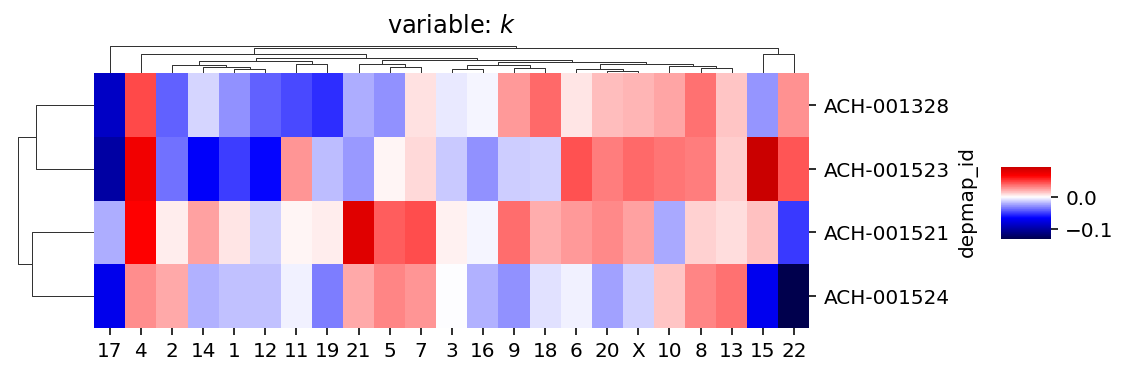 variable: k
ACH-001328
ACH-001523
ACH-001521
ACH-001524
depmap_id
0.0
−0.1
17 4 2 14 1 12 11 19 21 5 7 3 16 9 18 6 20 X 10 8 13 15 22